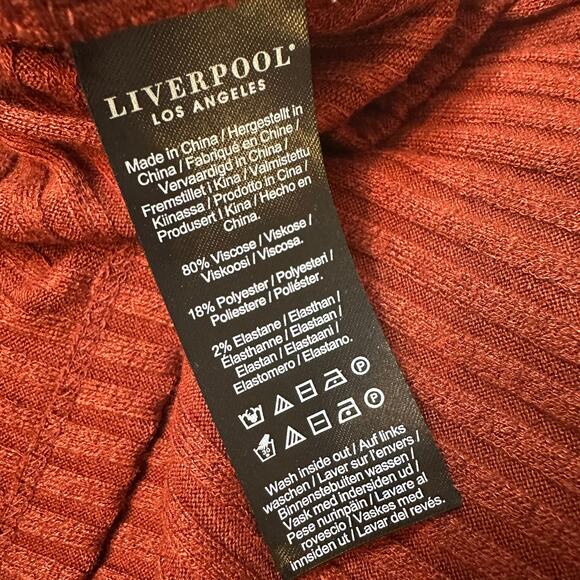 LIVERPOOL
LOS ANGELES
Made in China / Hergestellt in
China / Fabriqué en Chine /
Vervaardigd in China /
Fremstillet i Kina / Valmistettu
Kiinassa / Prodotto in Cina /
Produsert i Kina / Hecho en
China.
80% Viscose / Viskose /
Viskoosi / Viscosa.
18% Polyester / Polyesteri /
Poliestere / Poliéster.
2% Elastane / Elasthan /
Élasthanne / Elastaan /
Elastan / Elastaani /
Elastomero / Elastano.
P
P
Wash inside out / Auf links
waschen / Laver sur l'envers /
Binnenstebuiten wassen /
Vask med indersiden ud /
Pese nurinpäin / Lavare al
rovescio / Vaskes med
innsiden ut / Lavar del revés.